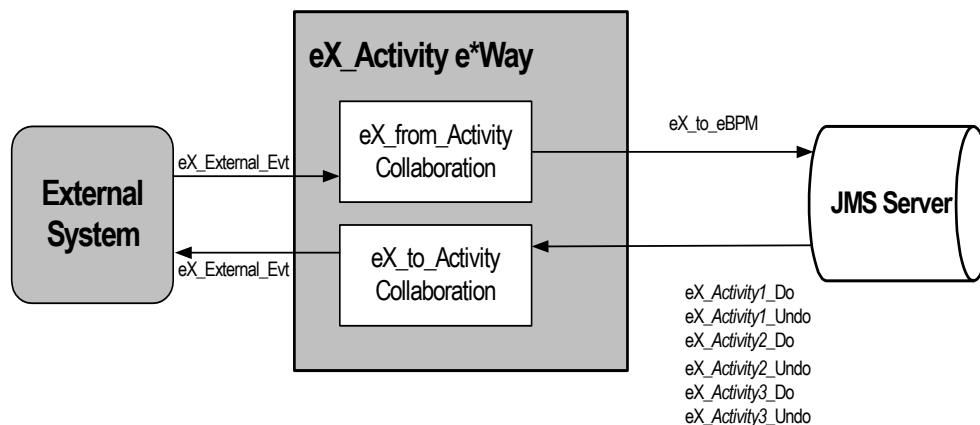 eX_Activity e*Way
eX_from_Activity
Collaboration
eX_to_eBPM
eX_External_Evt
External
System
JMS Server
eX_to_Activity
Collaboration
eX_External_Evt
eX_Activity1_Do
eX_Activity1_Undo
eX_Activity2_Do
eX_Activity2_Undo
eX_Activity3_Do
eX_Activity3_Undo